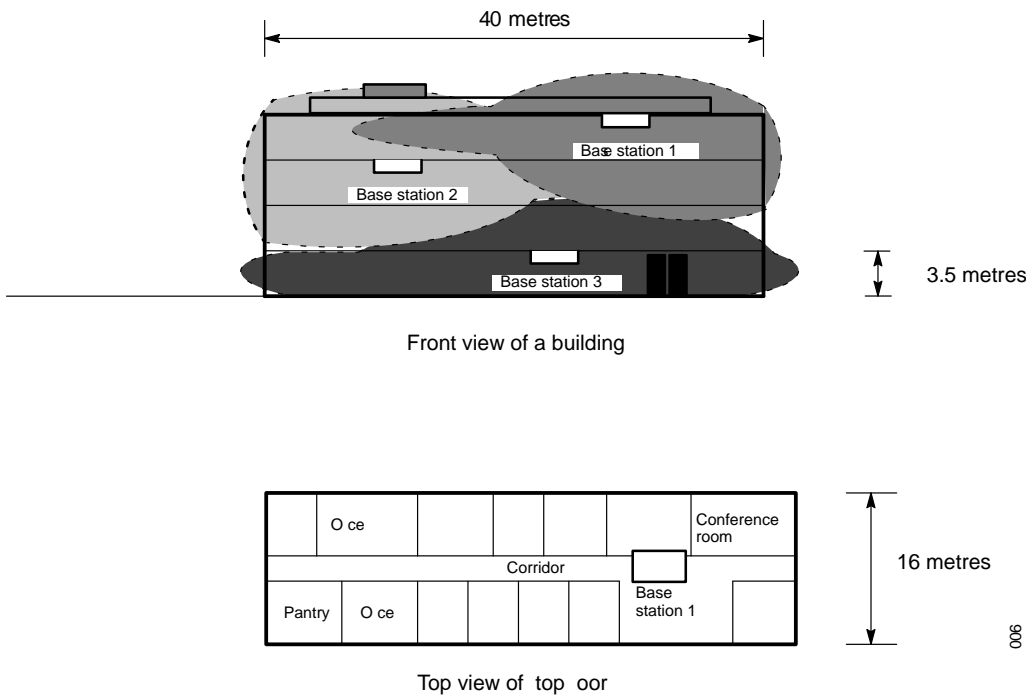 40 metres
Base station 1
Base station 2
Base station 3
3.5 metres
Front view of a building
O ce
Conference
room
Corridor
16 metres
Pantry
O ce
Base
station 1
006
Top view of top oor